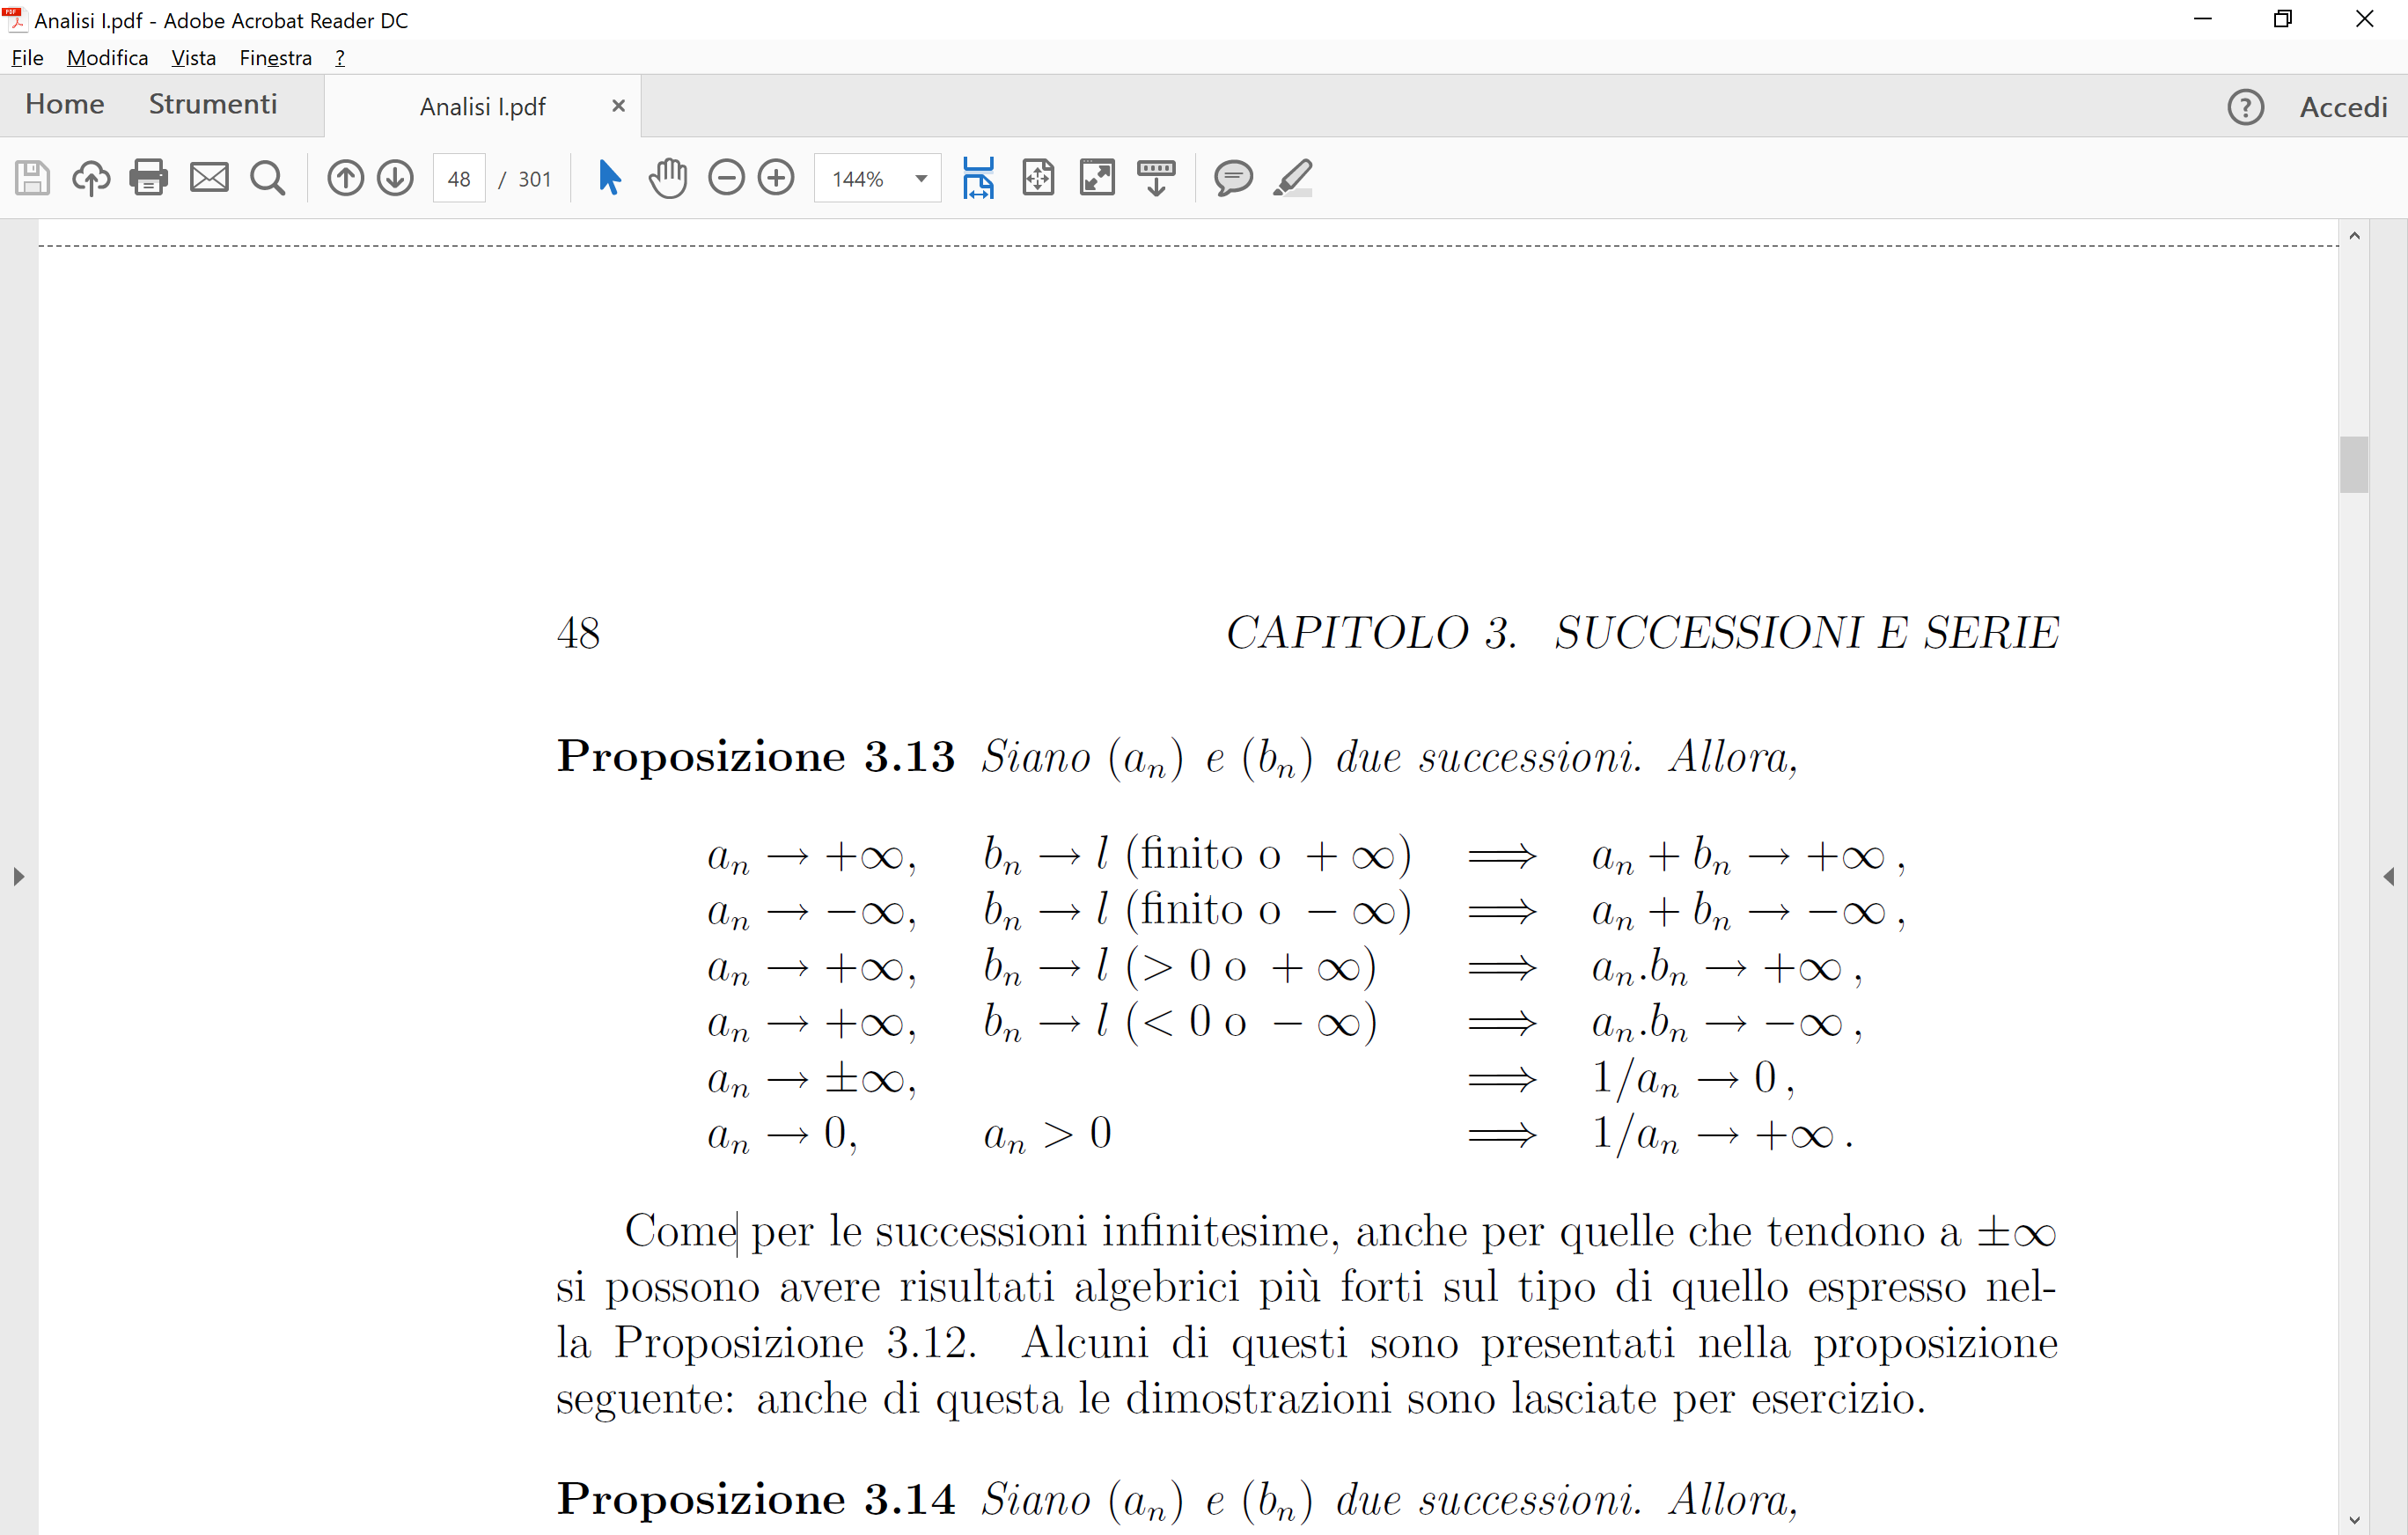 Analisi I.pdf - Adobe Acrobat Reader DC
File Modifica Vista Finestra ?
Home Strumenti Analisi I.pdf × ? Accedi
48 / 301 144%
48 CAPITOLO 3. SUCCESSIONI E SERIE
Proposizione 3.13 Siano (aₙ) e (bₙ) due successioni. Allora,
aₙ → +∞, bₙ → l (finito o + ∞) ⟹ aₙ + bₙ → +∞ ,
aₙ → −∞, bₙ → l (finito o − ∞) ⟹ aₙ + bₙ → −∞ ,
aₙ → +∞, bₙ → l (> 0 o + ∞) ⟹ aₙ.bₙ → +∞ ,
aₙ → +∞, bₙ → l (< 0 o − ∞) ⟹ aₙ.bₙ → −∞ ,
aₙ → ±∞, ⟹ 1/aₙ → 0 ,
aₙ → 0, aₙ > 0 ⟹ 1/aₙ → +∞ .
Come per le successioni infinitesime, anche per quelle che tendono a ±∞
si possono avere risultati algebrici più forti sul tipo di quello espresso nel-
la Proposizione 3.12. Alcuni di questi sono presentati nella proposizione
seguente: anche di questa le dimostrazioni sono lasciate per esercizio.
Proposizione 3.14 Siano (aₙ) e (bₙ) due successioni. Allora,